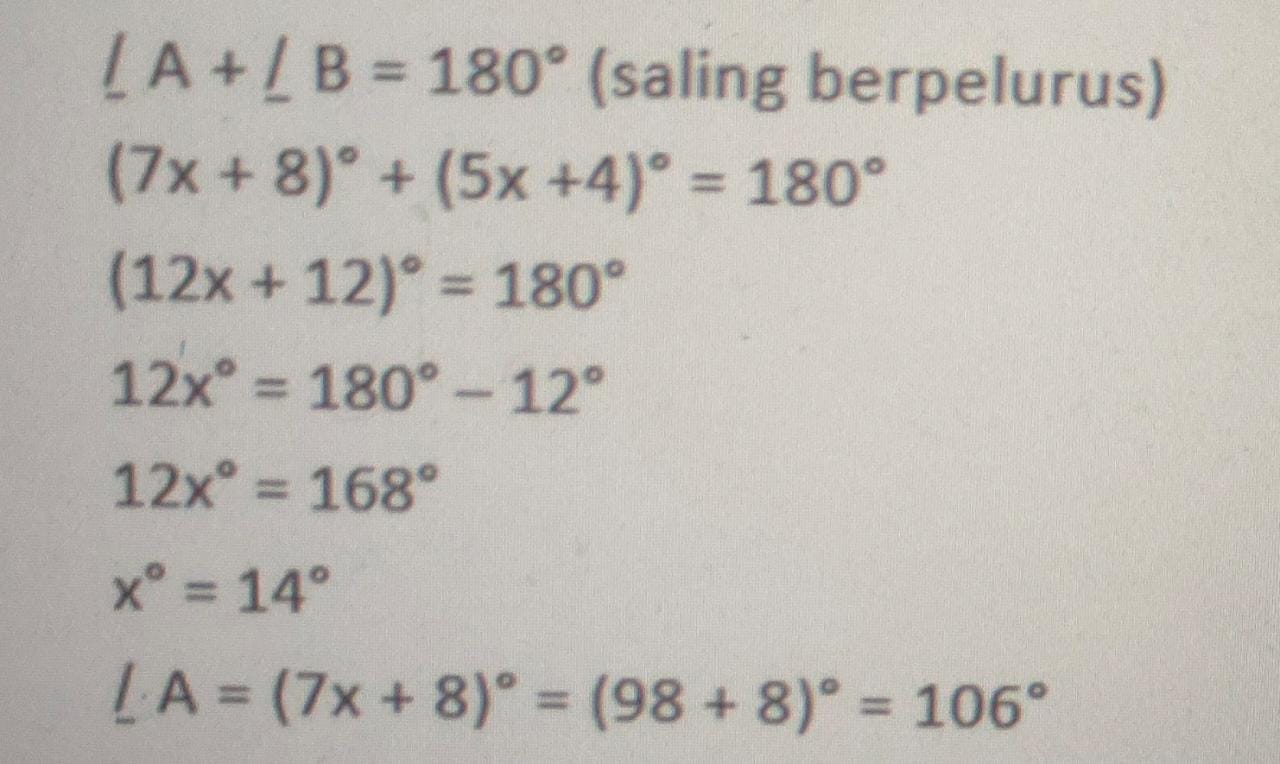 ∠ A + ∠ B = 180° (saling berpelurus)
(7x + 8)° + (5x +4)° = 180°
(12x + 12)° = 180°
12x° = 180° – 12°
12x° = 168°
x° = 14°
∠ A = (7x + 8)° = (98 + 8)° = 106°